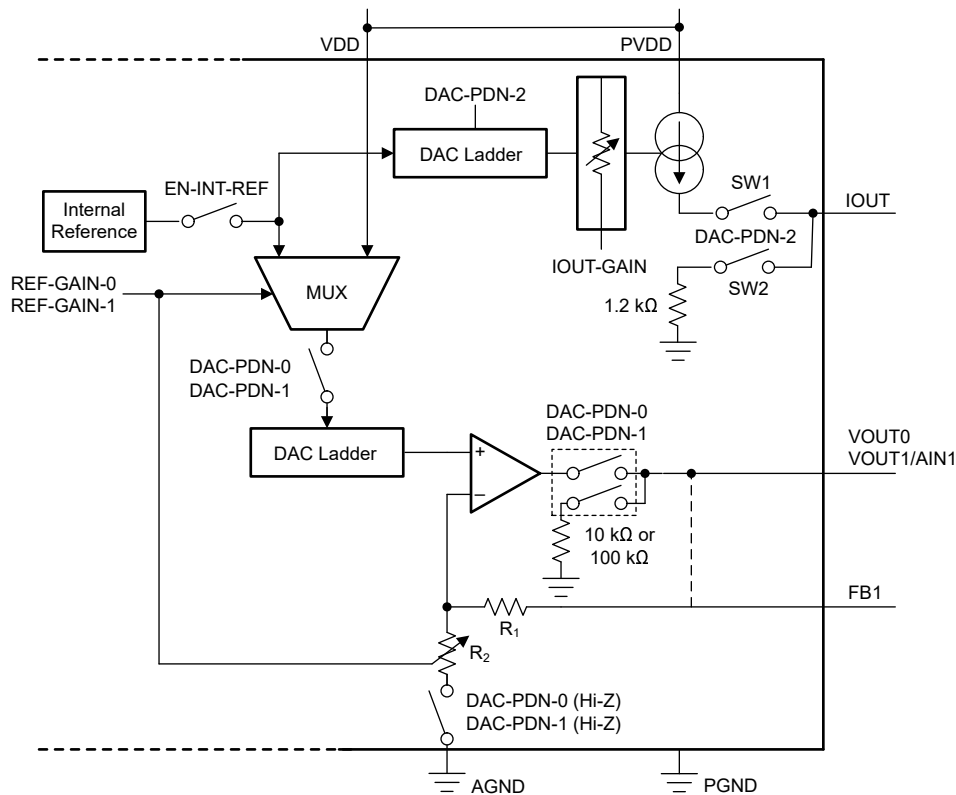 VDD
PVDD
DAC-PDN-2
DAC Ladder
EN-INT-REF
Internal
Reference
SW1
IOUT
DAC-PDN-2
SW2
IOUT-GAIN
1.2 kΩ
REF-GAIN-0
REF-GAIN-1
MUX
DAC-PDN-0
DAC-PDN-1
DAC Ladder
+
–
DAC-PDN-0
DAC-PDN-1
VOUT0
VOUT1/AIN1
10 kΩ or
100 kΩ
FB1
R1
R2
DAC-PDN-0 (Hi-Z)
DAC-PDN-1 (Hi-Z)
AGND
PGND